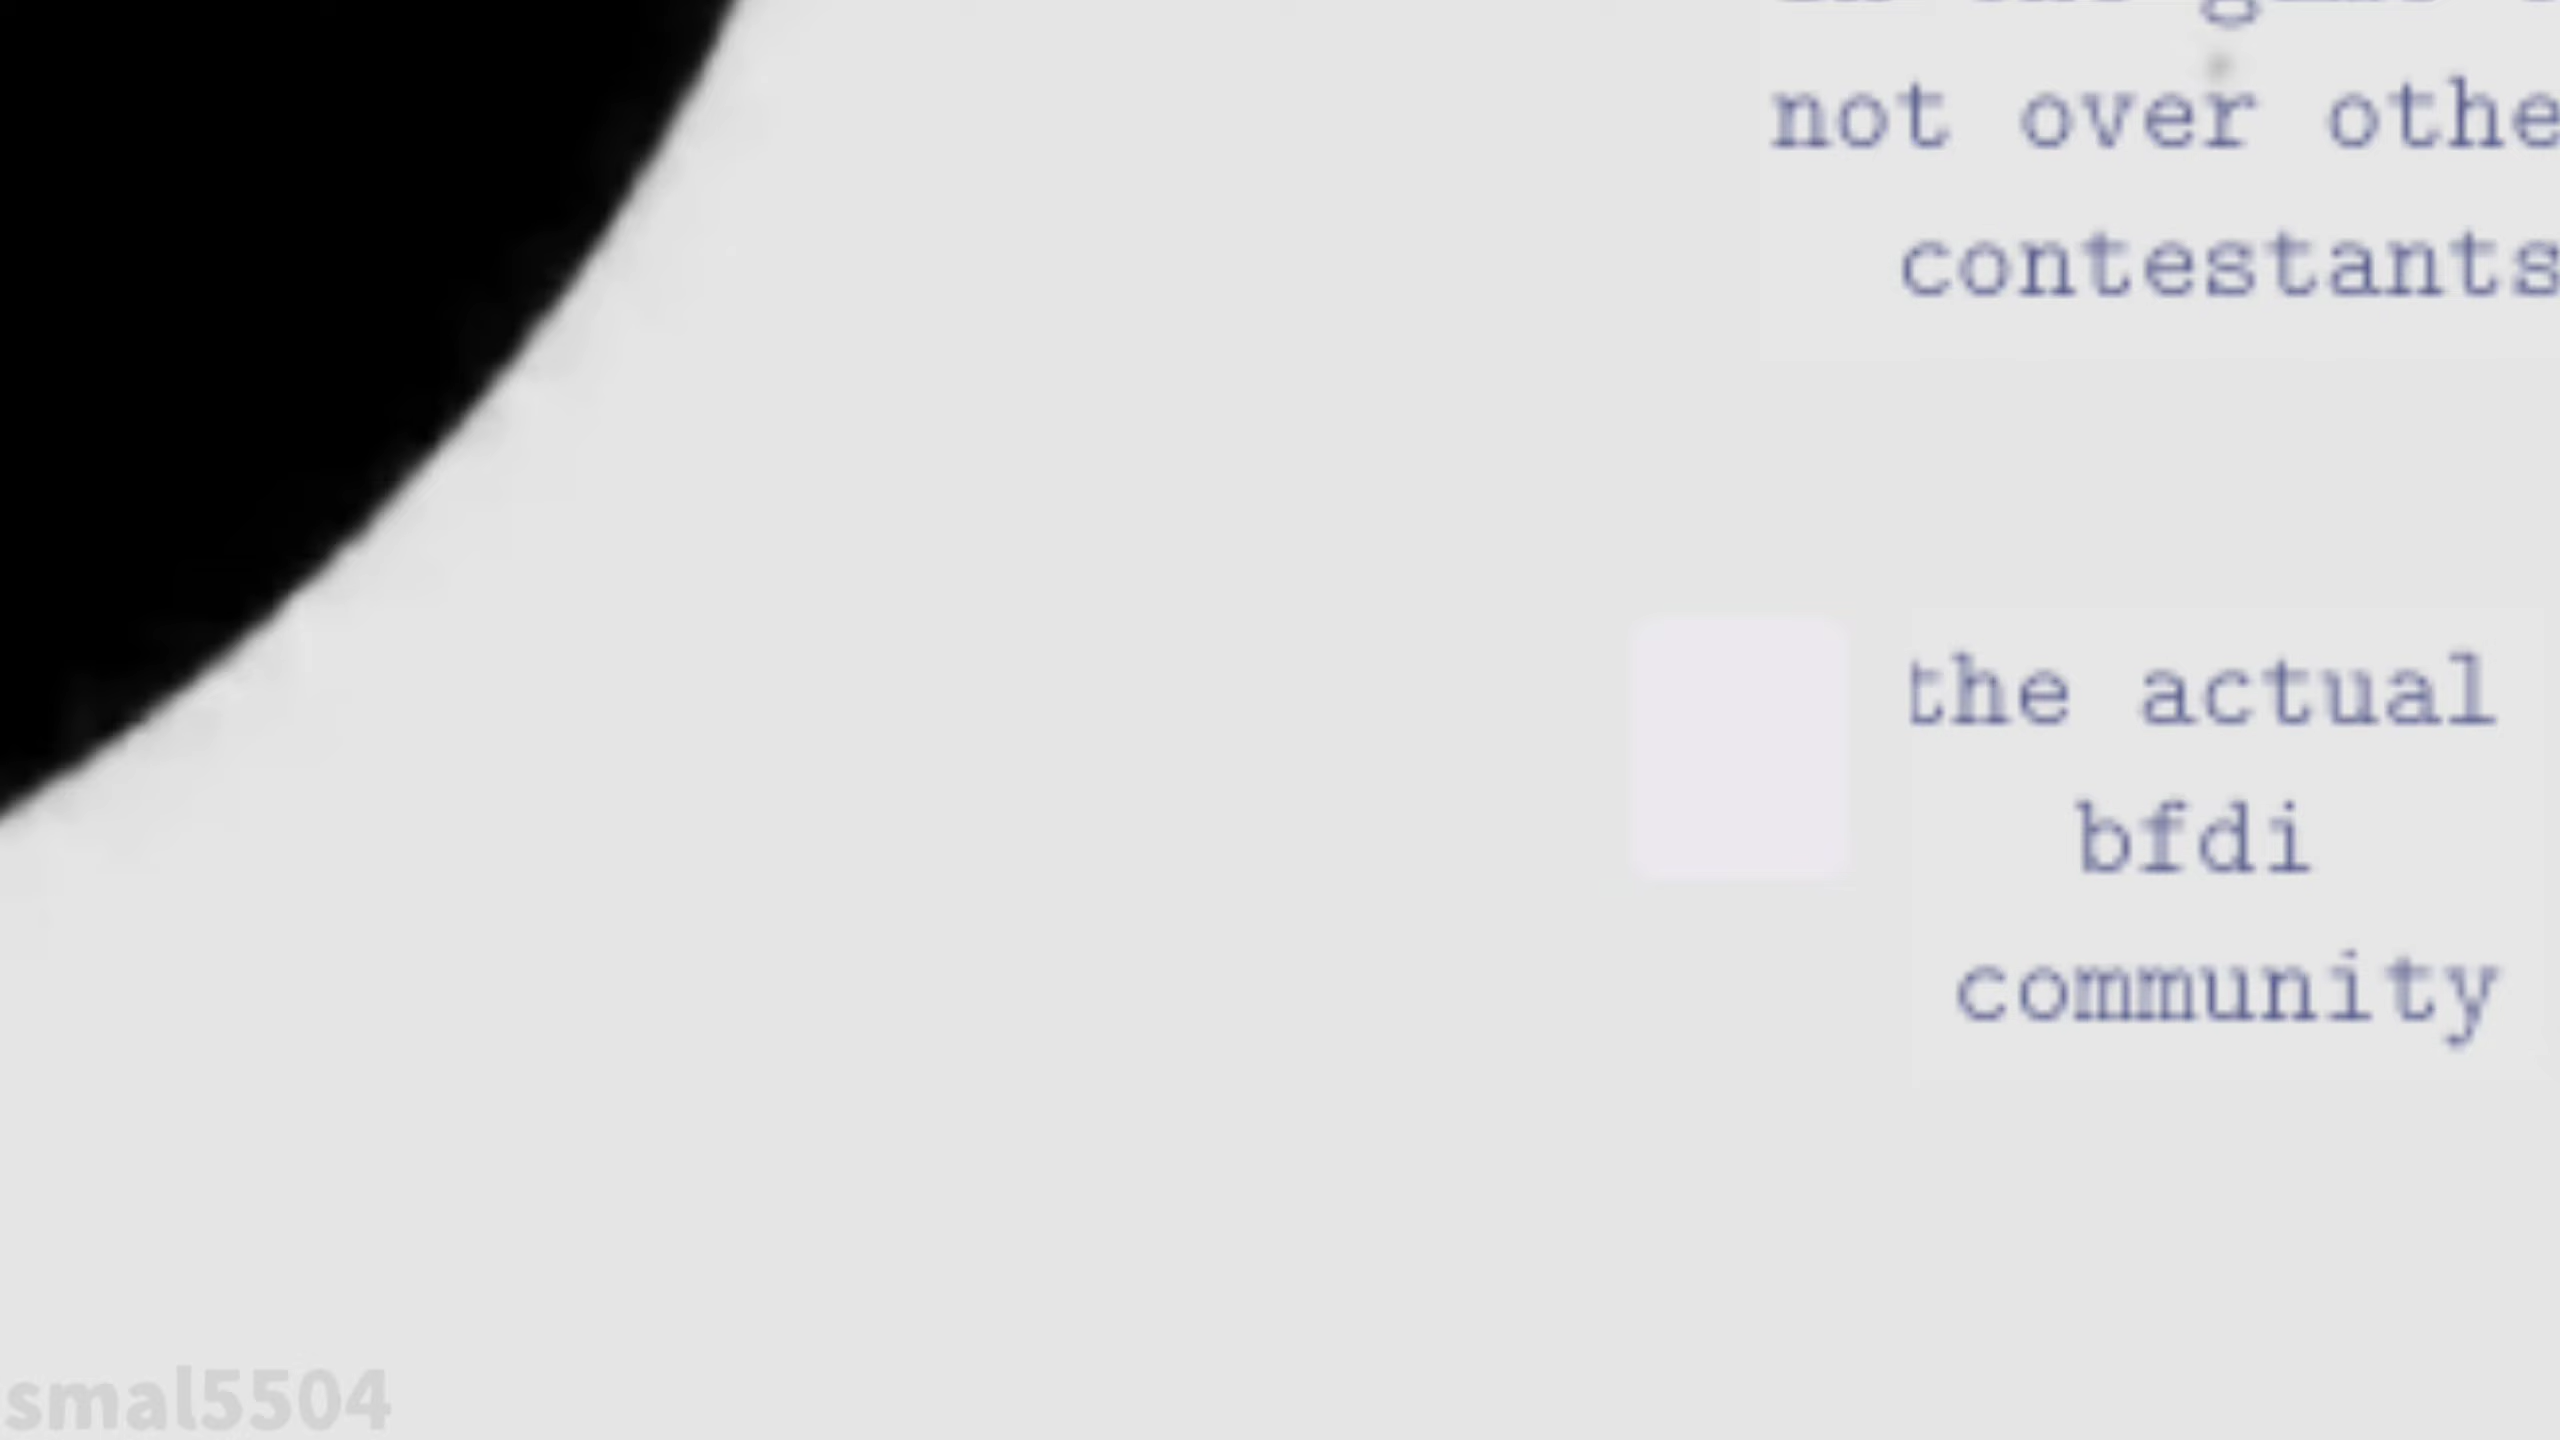 not over othe
contestants
the actual
bfdi
community
smal5504